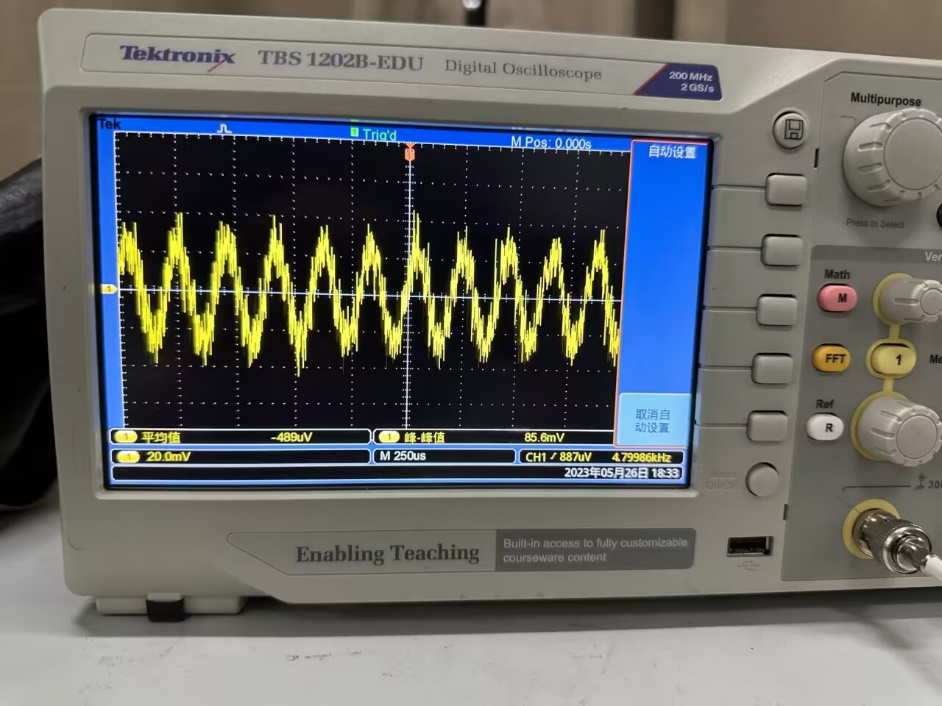 Tektronix TBS 1202B-EDU Digital Oscilloscope
200 MHz
2 GS/s
Multipurpose
Tek
Trig'd
M Pos: 0.000s
自动设置
Press to Select
Ver
Math
M
FFT
1
Me
Ref
R
取消自
动设置
1 平均值 -489uV
1 峰-峰值 85.6mV
1 20.0mV
M 250us
CH1 887uV 4.79986kHz
2023年05月26日 18:33
300
Enabling Teaching
Built-in access to fully customizable
courseware content